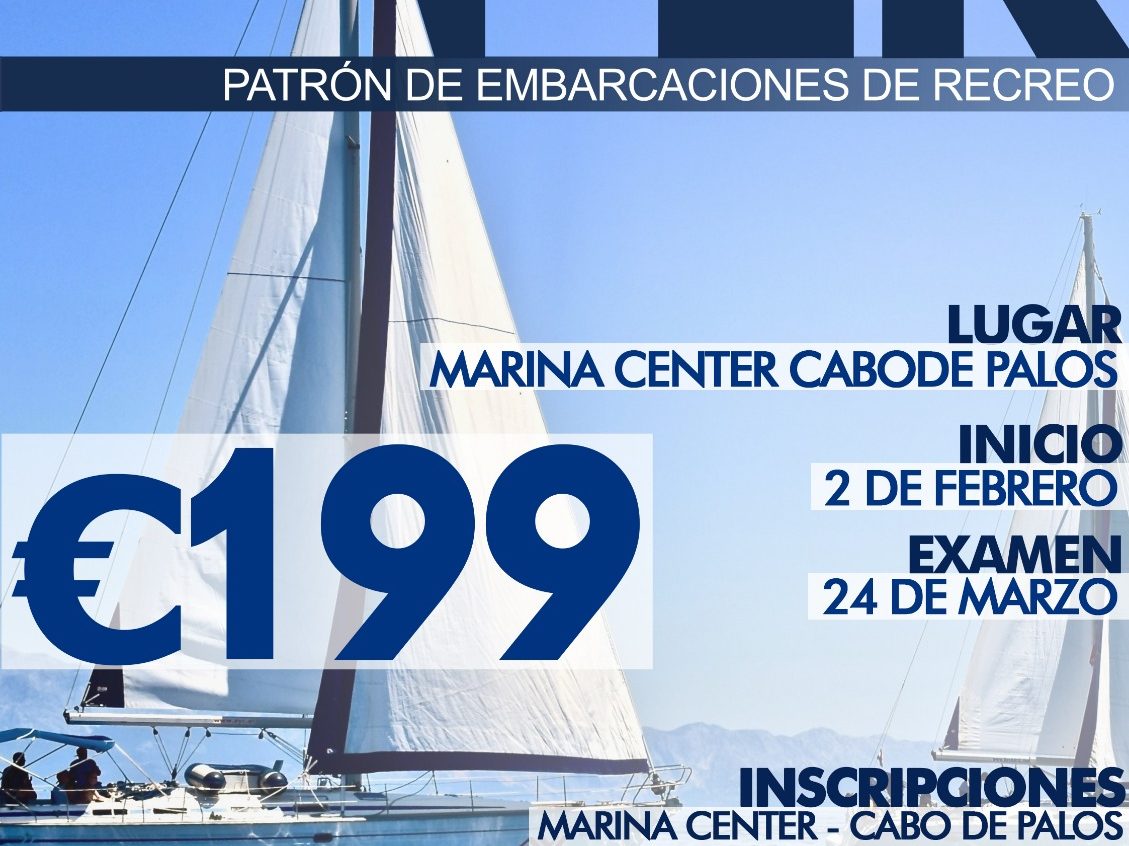 PATRÓN DE EMBARCACIONES DE RECREO
LUGAR
MARINA CENTER CABODE PALOS
€199
INICIO
2 DE FEBRERO
EXAMEN
24 DE MARZO
INSCRIPCIONES
MARINA CENTER - CABO DE PALOS